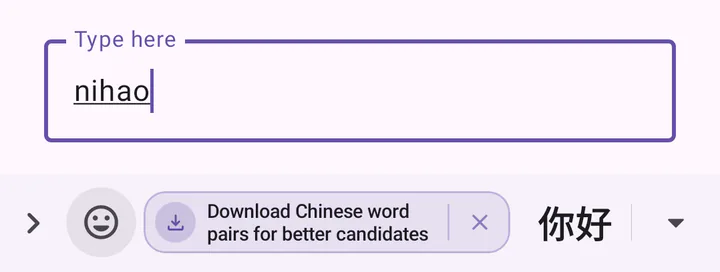 Type here
nihao
Download Chinese word
pairs for better candidates
你好